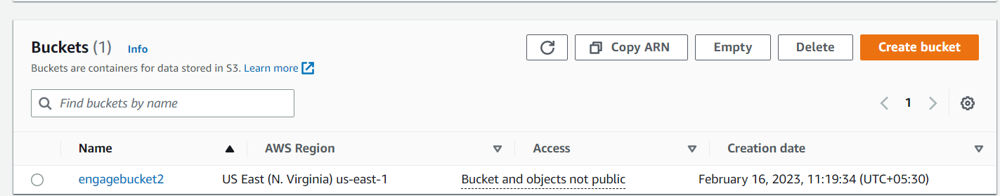 Buckets (1) Info
Copy ARN Empty Delete Create bucket
Buckets are containers for data stored in S3. Learn more
Find buckets by name
1
Name AWS Region Access Creation date
engagebucket2 US East (N. Virginia) us-east-1 Bucket and objects not public February 16, 2023, 11:19:34 (UTC+05:30)